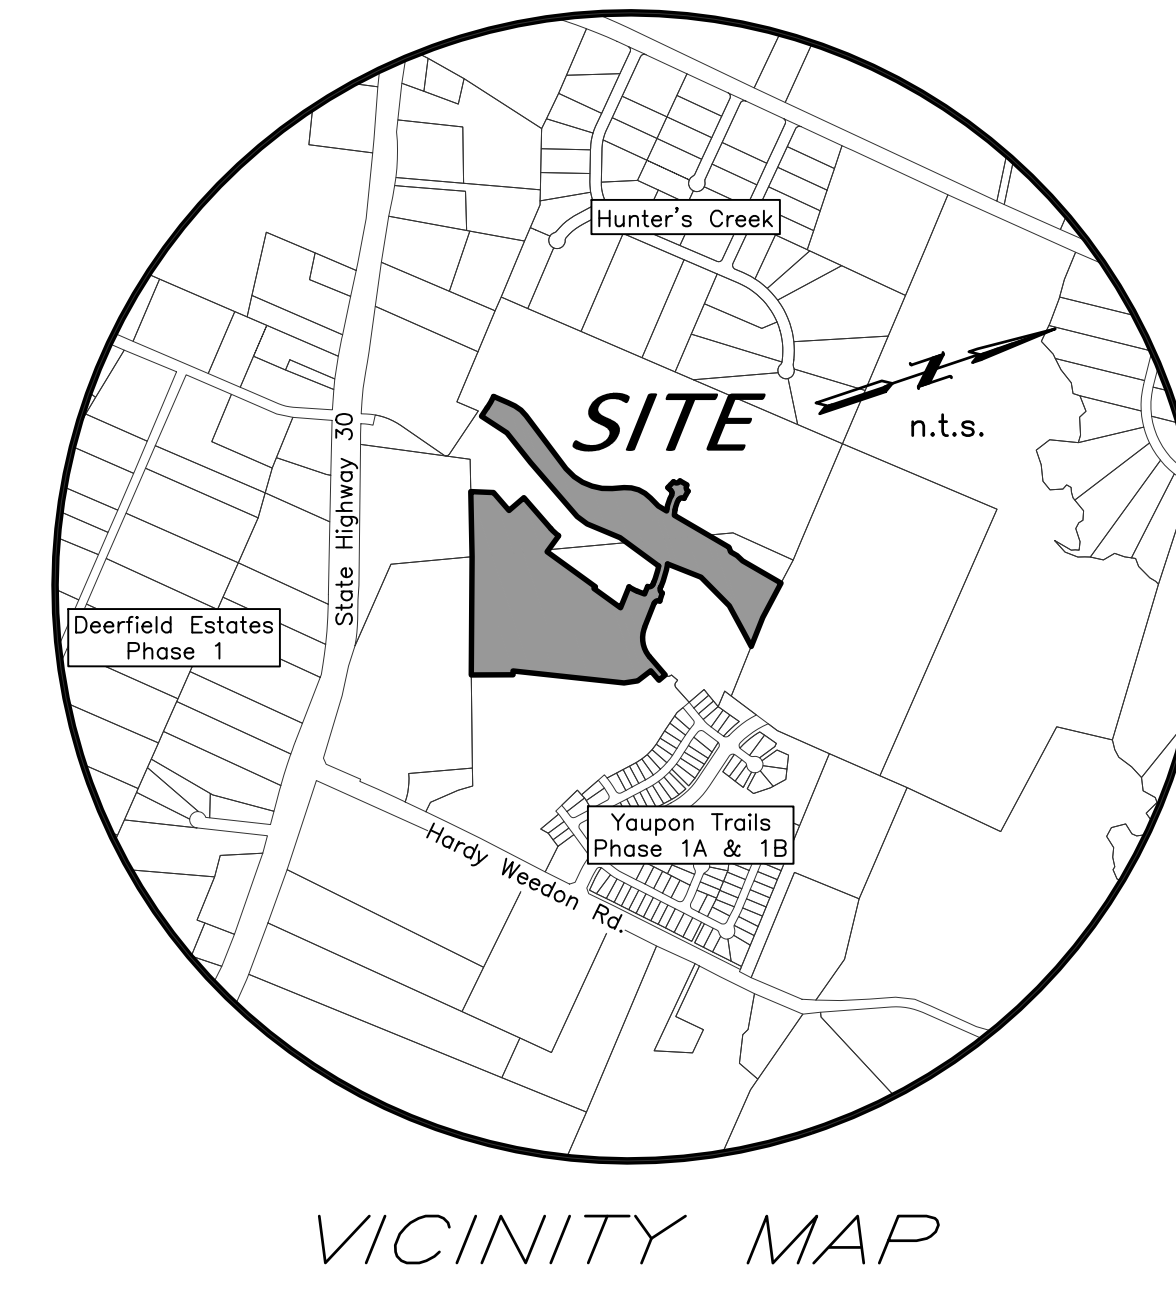 Hunter's Creek
SITE
N
n.t.s.
State Highway 30
Deerfield Estates
Phase 1
Yaupon Trails
Phase 1A & 1B
Hardy Weedon Rd.
VICINITY MAP